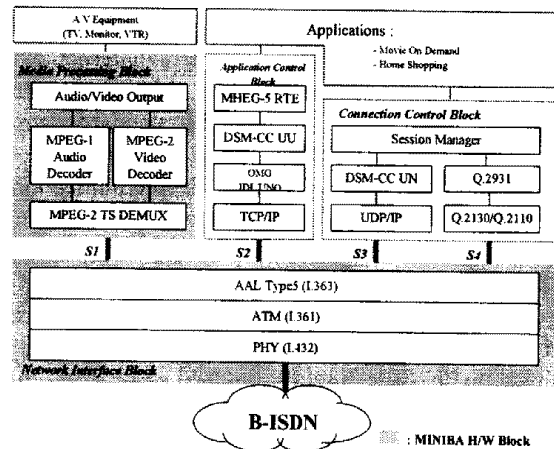 A/V Equipment
(TV, Monitor, VTR)
Applications :
- Movie On Demand
- Home Shopping
Media Processing Block
Audio/Video Output
MPEG-1
Audio
Decoder
MPEG-2
Video
Decoder
MPEG-2 TS DEMUX
Application Control
Block
MHEG-5 RTE
DSM-CC UU
OMG
IDL UNO
TCP/IP
Connection Control Block
Session Manager
DSM-CC UN
Q.2931
UDP/IP
Q.2130/Q.2110
S1
S2
S3
S4
AAL Type5 (I.363)
ATM (I.361)
PHY (I.432)
Network Interface Block
B-ISDN
: MINIBA H/W Block